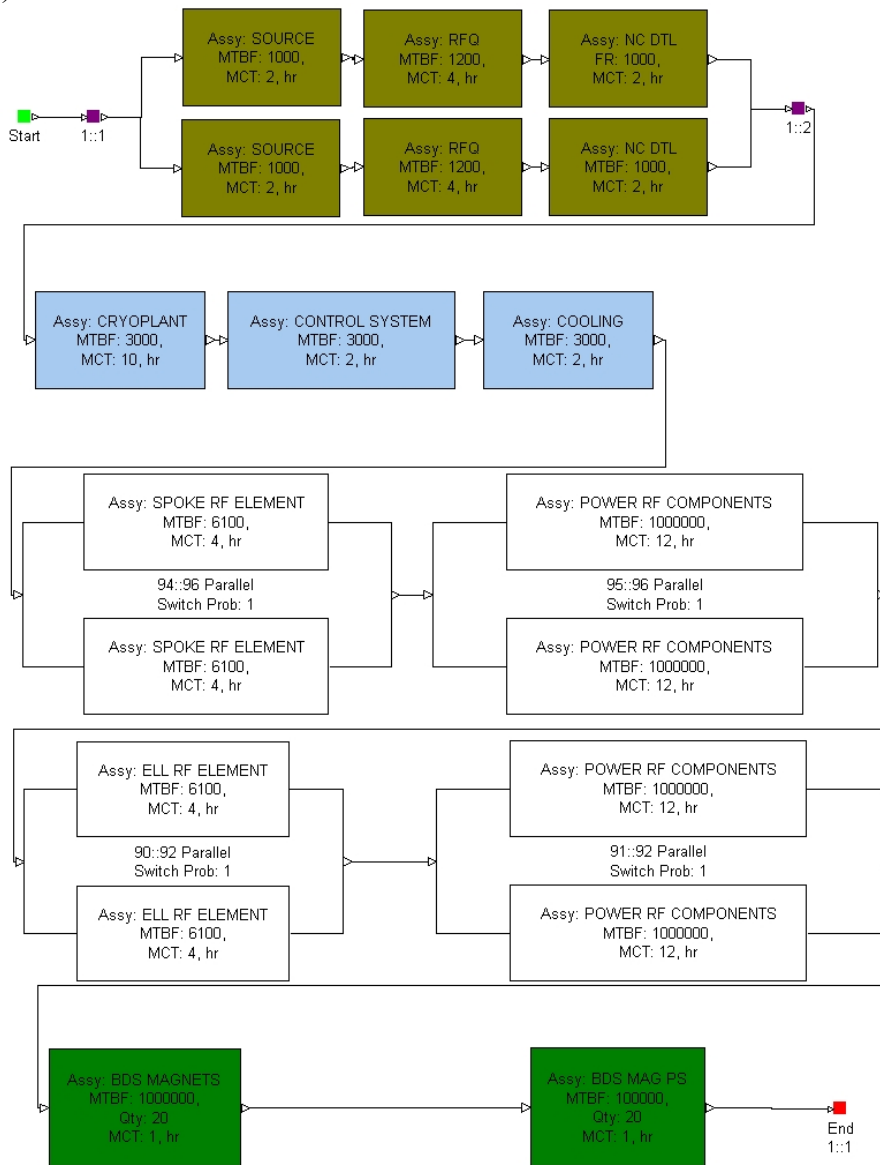 )
Assy: SOURCE
MTBF: 1000,
MCT: 2, hr
Assy: RFQ
MTBF: 1200,
MCT: 4, hr
Assy: NC DTL
FR: 1000,
MCT: 2, hr
Start
1::1
1::2
Assy: SOURCE
MTBF: 1000,
MCT: 2, hr
Assy: RFQ
MTBF: 1200,
MCT: 4, hr
Assy: NC DTL
MTBF: 1000,
MCT: 2, hr
Assy: CRYOPLANT
MTBF: 3000,
MCT: 10, hr
Assy: CONTROL SYSTEM
MTBF: 3000,
MCT: 2, hr
Assy: COOLING
MTBF: 3000,
MCT: 2, hr
Assy: SPOKE RF ELEMENT
MTBF: 6100,
MCT: 4, hr
94::96 Parallel
Switch Prob: 1
Assy: SPOKE RF ELEMENT
MTBF: 6100,
MCT: 4, hr
Assy: POWER RF COMPONENTS
MTBF: 1000000,
MCT: 12, hr
95::96 Parallel
Switch Prob: 1
Assy: POWER RF COMPONENTS
MTBF: 1000000,
MCT: 12, hr
Assy: ELL RF ELEMENT
MTBF: 6100,
MCT: 4, hr
90::92 Parallel
Switch Prob: 1
Assy: ELL RF ELEMENT
MTBF: 6100,
MCT: 4, hr
Assy: POWER RF COMPONENTS
MTBF: 1000000,
MCT: 12, hr
91::92 Parallel
Switch Prob: 1
Assy: POWER RF COMPONENTS
MTBF: 1000000,
MCT: 12, hr
Assy: BDS MAGNETS
MTBF: 1000000,
Qty: 20
MCT: 1, hr
Assy: BDS MAG PS
MTBF: 100000,
Qty: 20
MCT: 1, hr
End
1::1